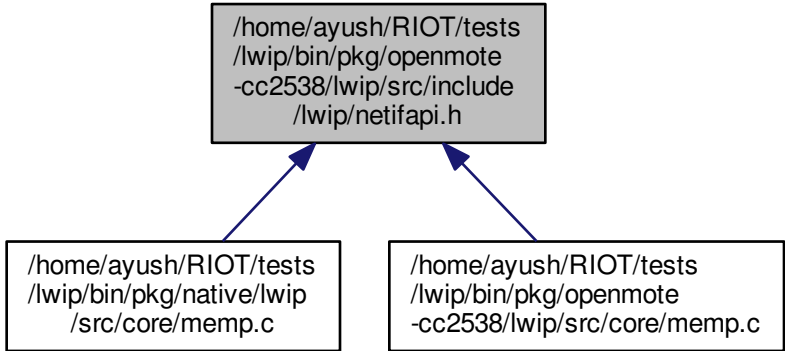 /home/ayush/RIOT/tests
/lwip/bin/pkg/openmote
-cc2538/lwip/src/include
/lwip/netifapi.h
/home/ayush/RIOT/tests
/lwip/bin/pkg/native/lwip
/src/core/memp.c
/home/ayush/RIOT/tests
/lwip/bin/pkg/openmote
-cc2538/lwip/src/core/memp.c